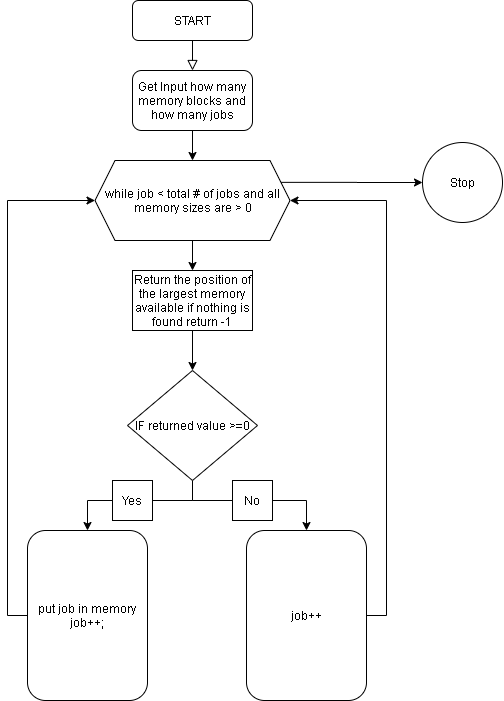 START
Get Input how many
memory blocks and
how many jobs
while job < total # of jobs and all
memory sizes are > 0
Stop
Return the position of
the largest memory
available if nothing is
found return -1
IF returned value >=0
Yes
No
put job in memory
job++;
job++